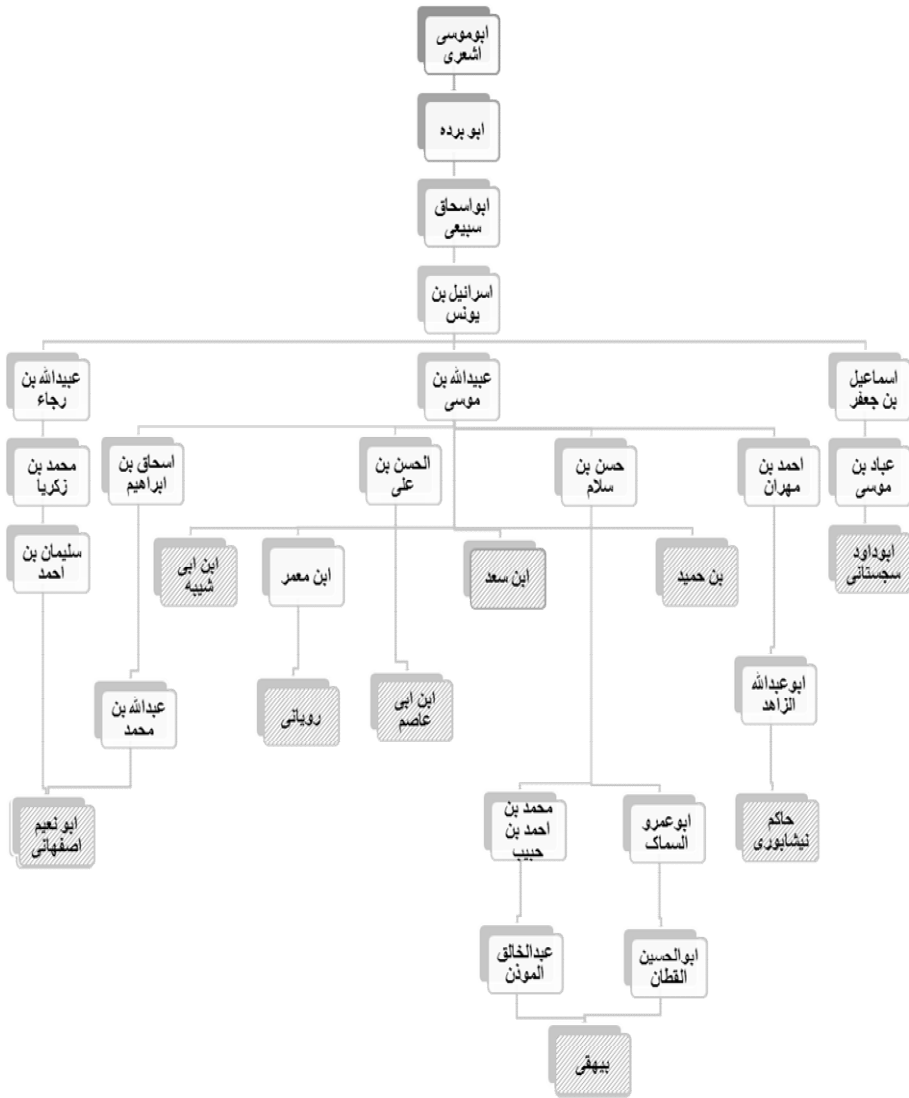 ابوموسی
اشعری
ابو برده
ابواسحاق
سبیعی
اسرائیل بن
یونس
اسماعیل
بن جعفر
عبیدالله بن
موسی
عبیدالله بن
رجاء
عباد بن
موسی
احمد بن
مهران
حسن بن
سلام
الحسن بن
علی
اسحاق بن
ابراهیم
محمد بن
زکریا
ابوداود
سجستانی
بن حمید
ابن سعد
ابن معمر
ابن ابی
شیبه
سلیمان بن
احمد
ابوعبدالله
الزاهد
ابن ابی
عاصم
رویانی
عبدالله بن
محمد
حاکم
نیشابوری
ابوعمرو
السماک
محمد بن
احمد بن
حبیب
ابو نعیم
اصفهانی
ابوالحسین
القطان
عبدالخالق
الموذن
بیهقی